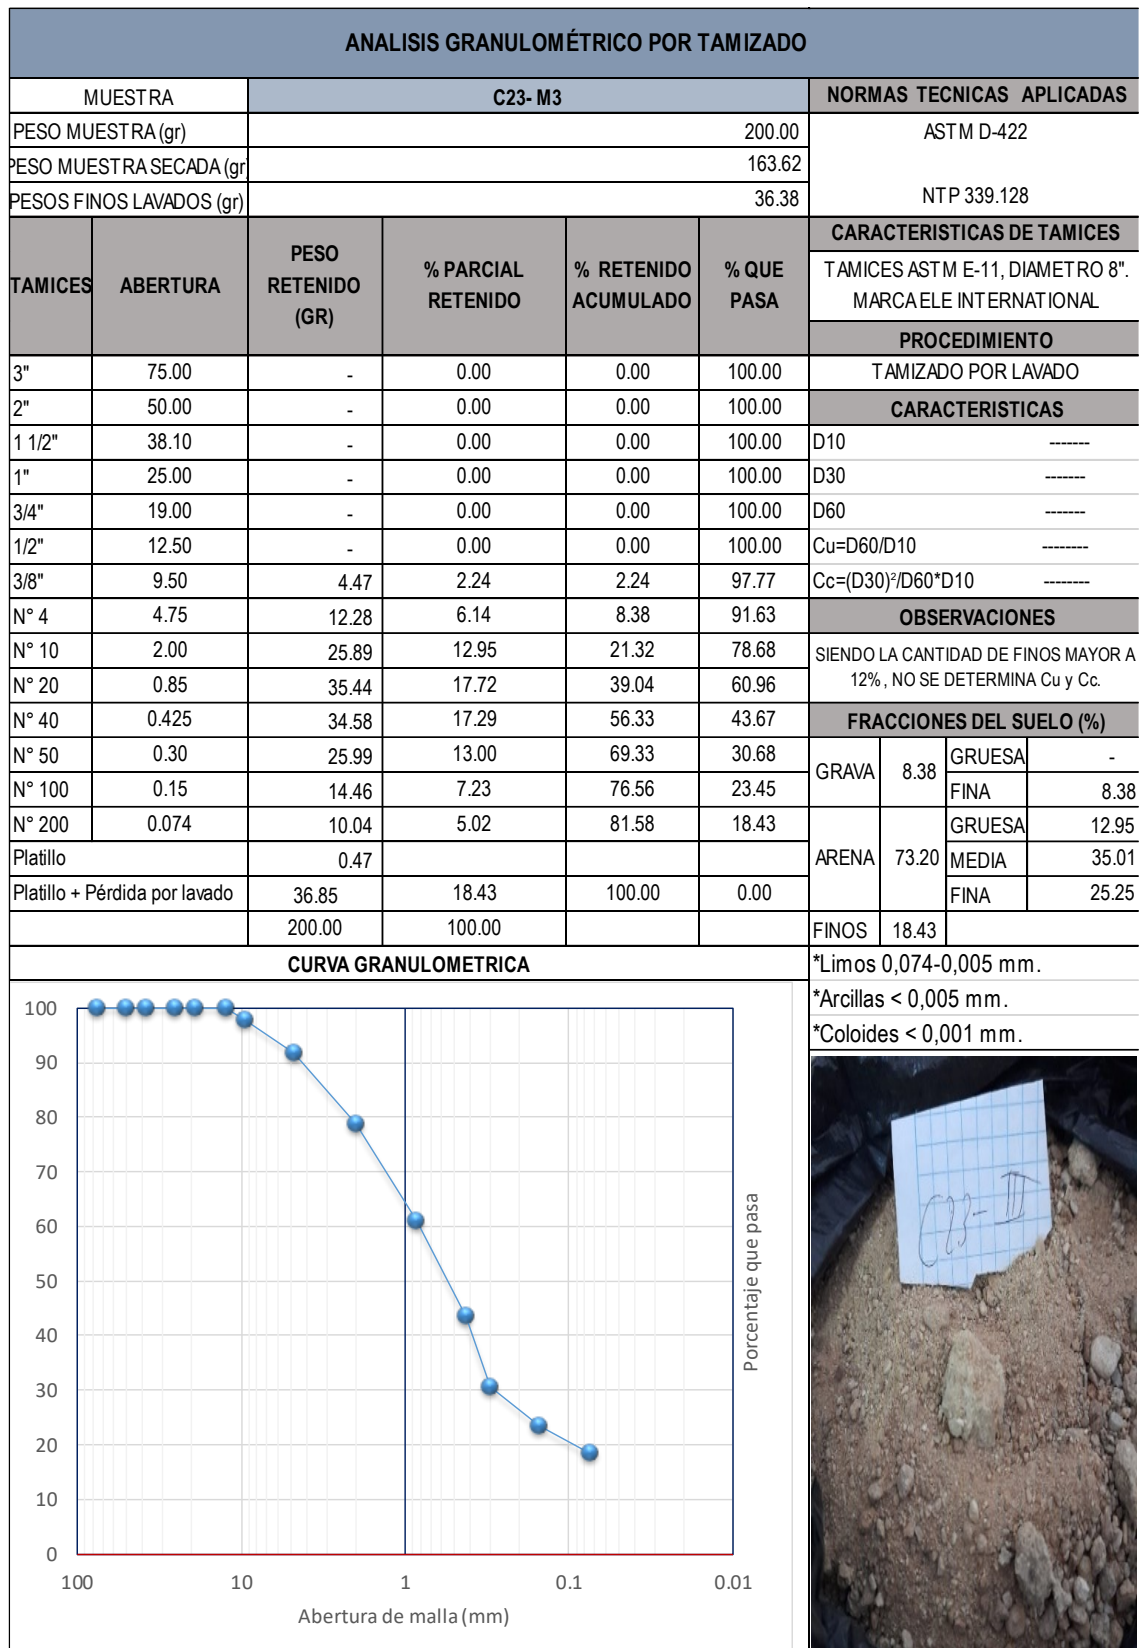 ANALISIS GRANULOMÉTRICO POR TAMIZADO
MUESTRA C23- M3 NORMAS TECNICAS APLICADAS
PESO MUESTRA (gr) 200.00 ASTM D-422
PESO MUESTRA SECADA (gr) 163.62
PESOS FINOS LAVADOS (gr) 36.38 NTP 339.128
TAMICES ABERTURA PESO RETENIDO (GR) % PARCIAL RETENIDO % RETENIDO ACUMULADO % QUE PASA
CARACTERISTICAS DE TAMICES
TAMICES ASTM E-11, DIAMETRO 8".
MARCA ELE INTERNATIONAL
PROCEDIMIENTO
3" 75.00 - 0.00 0.00 100.00 TAMIZADO POR LAVADO
2" 50.00 - 0.00 0.00 100.00 CARACTERISTICAS
1 1/2" 38.10 - 0.00 0.00 100.00 D10 -------
1" 25.00 - 0.00 0.00 100.00 D30 -------
3/4" 19.00 - 0.00 0.00 100.00 D60 -------
1/2" 12.50 - 0.00 0.00 100.00 Cu=D60/D10 --------
3/8" 9.50 4.47 2.24 2.24 97.77 Cc=(D30)²/D60*D10 --------
N° 4 4.75 12.28 6.14 8.38 91.63 OBSERVACIONES
N° 10 2.00 25.89 12.95 21.32 78.68 SIENDO LA CANTIDAD DE FINOS MAYOR A
N° 20 0.85 35.44 17.72 39.04 60.96 12%, NO SE DETERMINA Cu y Cc.
N° 40 0.425 34.58 17.29 56.33 43.67 FRACCIONES DEL SUELO (%)
N° 50 0.30 25.99 13.00 69.33 30.68 GRAVA 8.38 GRUESA -
N° 100 0.15 14.46 7.23 76.56 23.45 FINA 8.38
N° 200 0.074 10.04 5.02 81.58 18.43 GRUESA 12.95
Platillo 0.47 ARENA 73.20 MEDIA 35.01
Platillo + Pérdida por lavado 36.85 18.43 100.00 0.00 FINA 25.25
200.00 100.00 FINOS 18.43
CURVA GRANULOMETRICA *Limos 0,074-0,005 mm.
*Arcillas < 0,005 mm.
*Coloides < 0,001 mm.
100
90
80
70
60
50
40
30
20
10
0
100 10 1 0.1 0.01
Abertura de malla (mm)
Porcentaje que pasa
C23-III